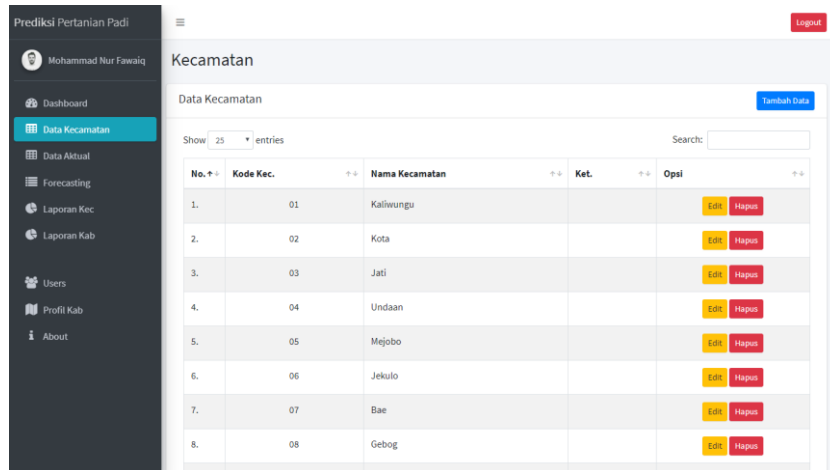 Prediksi Pertanian Padi
Logout
Mohammad Nur Fawaiq
Dashboard
Data Kecamatan
Data Aktual
Forecasting
Laporan Kec
Laporan Kab
Users
Profil Kab
About
Kecamatan
Data Kecamatan
Tambah Data
Show 25 entries
Search:
No. Kode Kec. Nama Kecamatan Ket. Opsi
1. 01 Kaliwungu Edit Hapus
2. 02 Kota Edit Hapus
3. 03 Jati Edit Hapus
4. 04 Undaan Edit Hapus
5. 05 Mejobo Edit Hapus
6. 06 Jekulo Edit Hapus
7. 07 Bae Edit Hapus
8. 08 Gebog Edit Hapus